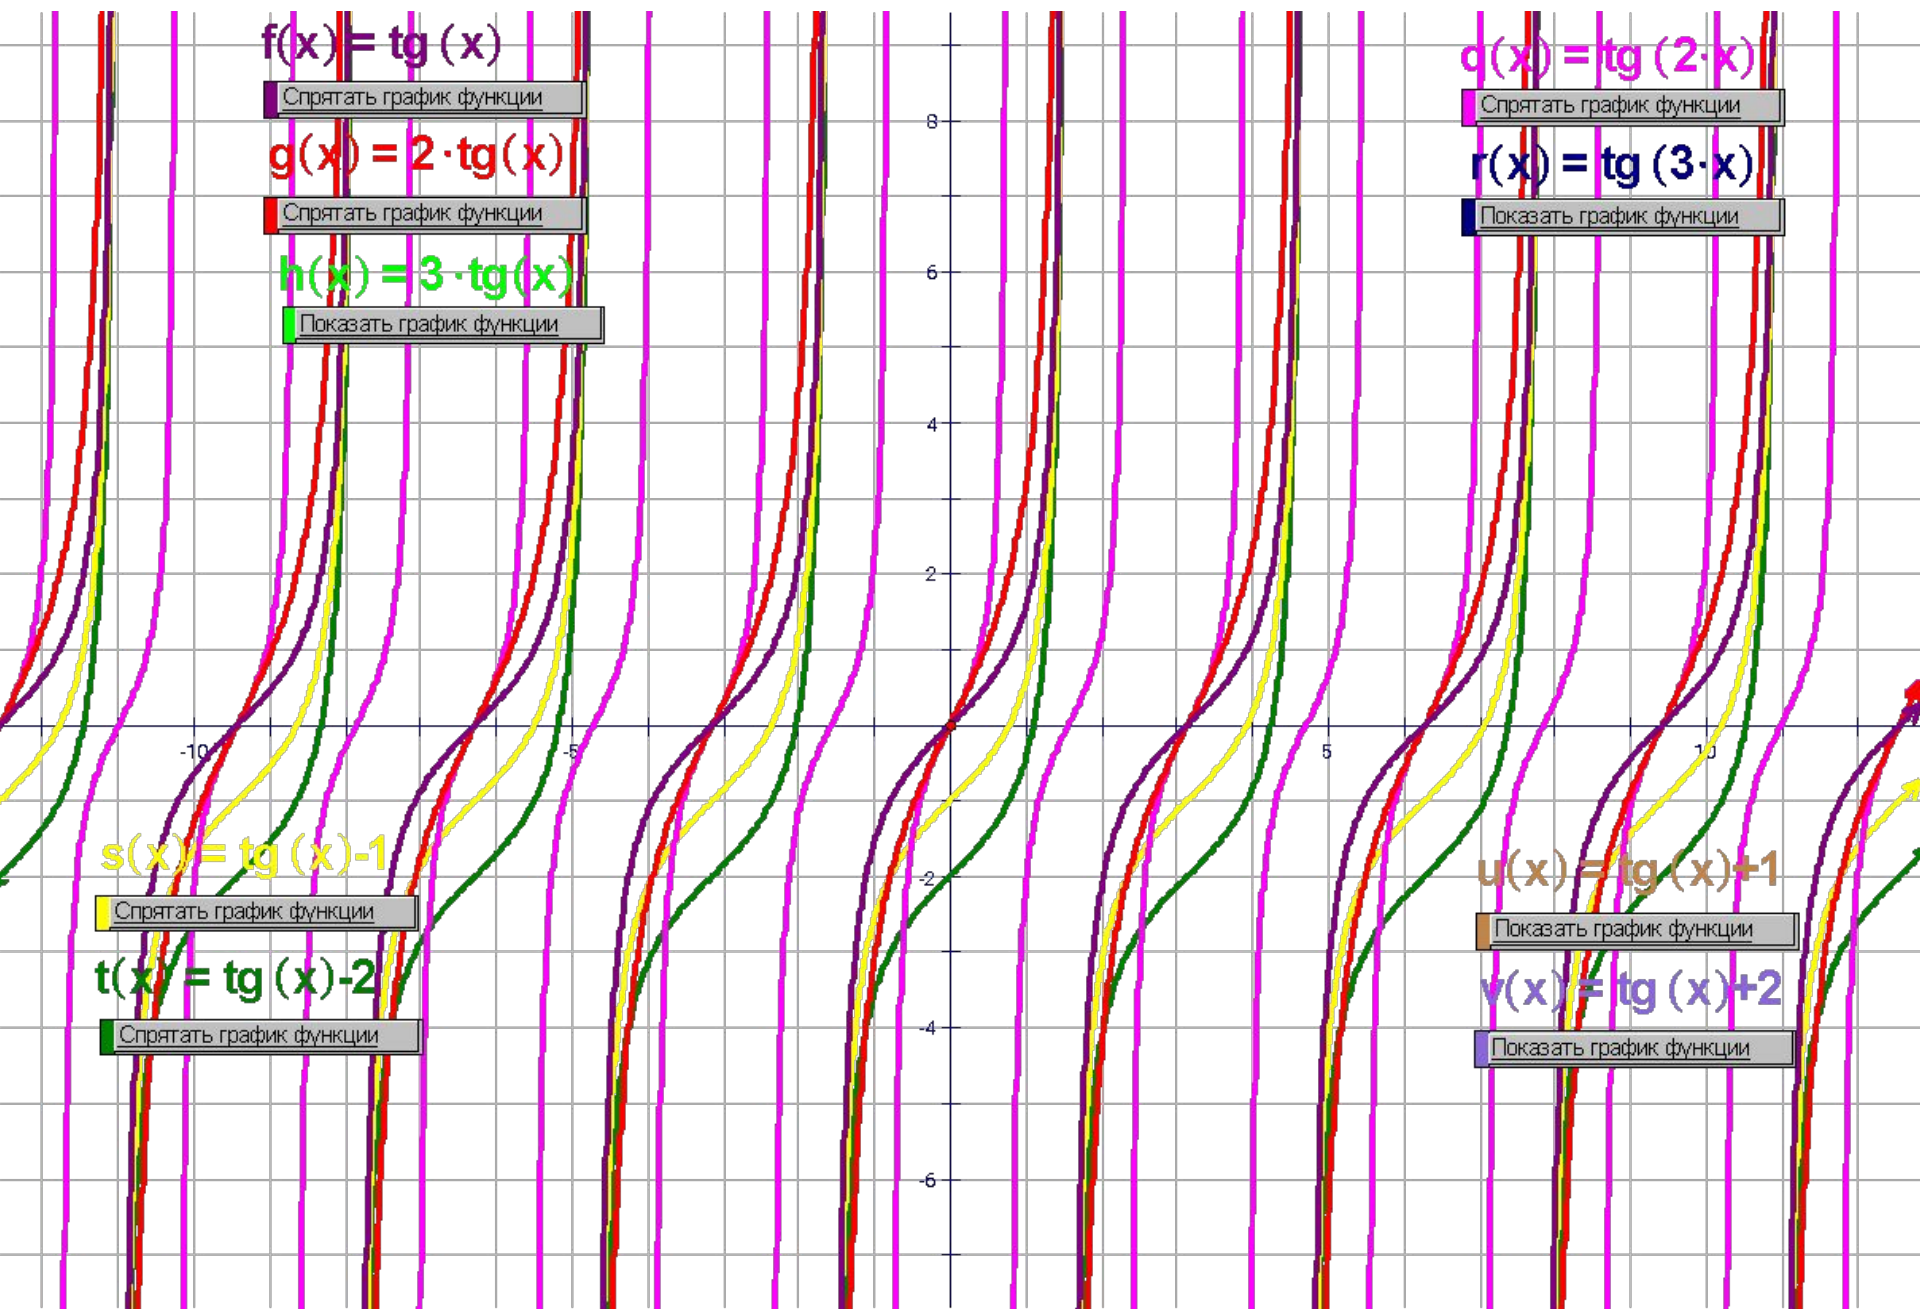 f(x) = tg (x)
Спрятать график функции
g(x) = 2·tg(x)
Спрятать график функции
h(x) = 3·tg(x)
Показать график функции
q(x) = tg (2·x)
Спрятать график функции
r(x) = tg (3·x)
Показать график функции
8
6
4
2
-10
-5
5
10
-2
-4
-6
s(x) = tg (x)-1
Спрятать график функции
t(x) = tg (x)-2
Спрятать график функции
u(x) = tg (x)+1
Показать график функции
v(x) = tg (x)+2
Показать график функции